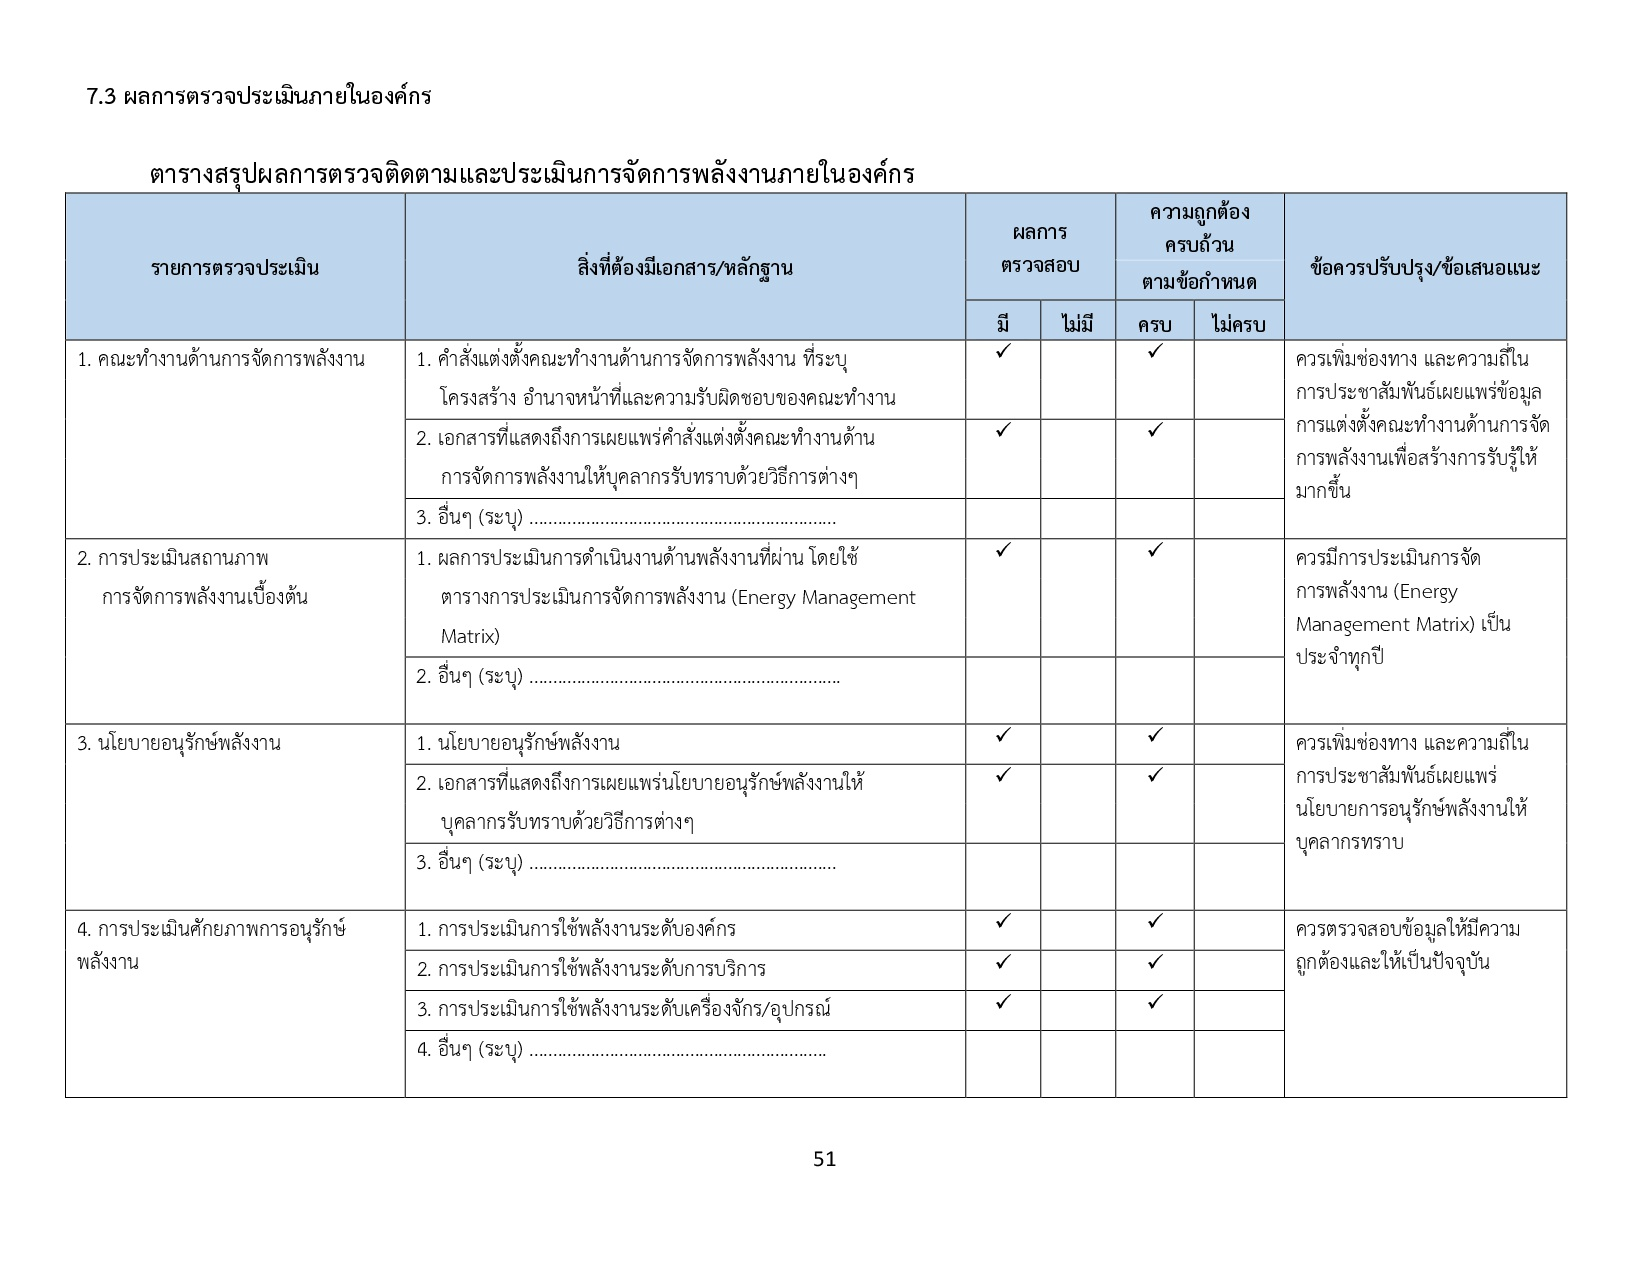 7.3 ผลการตรวจประเมินภายในองค์กร
ตารางสรุปผลการตรวจติดตามและประเมินการจัดการพลังงานภายในองค์กร
รายการตรวจประเมิน
สิ่งที่ต้องมีเอกสาร/หลักฐาน
ผลการ
ตรวจสอบ
ความถูกต้อง
ครบถ้วน
ตามข้อกำหนด
ข้อควรปรับปรุง/ข้อเสนอแนะ
มี
ไม่มี
ครบ
ไม่ครบ
1. คณะทำงานด้านการจัดการพลังงาน
1. คำสั่งแต่งตั้งคณะทำงานด้านการจัดการพลังงาน ที่ระบุ
โครงสร้าง อำนาจหน้าที่และความรับผิดชอบของคณะทำงาน
✓ ✓
2. เอกสารที่แสดงถึงการเผยแพร่คำสั่งแต่งตั้งคณะทำงานด้าน
การจัดการพลังงานให้บุคลากรรับทราบด้วยวิธีการต่างๆ
✓ ✓
3. อื่นๆ (ระบุ) ..................................................................
ควรเพิ่มช่องทาง และความถี่ใน
การประชาสัมพันธ์เผยแพร่ข้อมูล
การแต่งตั้งคณะทำงานด้านการจัด
การพลังงานเพื่อสร้างการรับรู้ให้
มากขึ้น
2. การประเมินสถานภาพ
การจัดการพลังงานเบื้องต้น
1. ผลการประเมินการดำเนินงานด้านพลังงานที่ผ่าน โดยใช้
ตารางการประเมินการจัดการพลังงาน (Energy Management
Matrix)
✓ ✓
2. อื่นๆ (ระบุ) ..................................................................
ควรมีการประเมินการจัด
การพลังงาน (Energy
Management Matrix) เป็น
ประจำทุกปี
3. นโยบายอนุรักษ์พลังงาน
1. นโยบายอนุรักษ์พลังงาน
✓ ✓
2. เอกสารที่แสดงถึงการเผยแพร่นโยบายอนุรักษ์พลังงานให้
บุคลากรรับทราบด้วยวิธีการต่างๆ
✓ ✓
3. อื่นๆ (ระบุ) ..................................................................
ควรเพิ่มช่องทาง และความถี่ใน
การประชาสัมพันธ์เผยแพร่
นโยบายการอนุรักษ์พลังงานให้
บุคลากรทราบ
4. การประเมินศักยภาพการอนุรักษ์
พลังงาน
1. การประเมินการใช้พลังงานระดับองค์กร
✓ ✓
2. การประเมินการใช้พลังงานระดับการบริการ
✓ ✓
3. การประเมินการใช้พลังงานระดับเครื่องจักร/อุปกรณ์
✓ ✓
4. อื่นๆ (ระบุ) ...............................................................
ควรตรวจสอบข้อมูลให้มีความ
ถูกต้องและให้เป็นปัจจุบัน
51